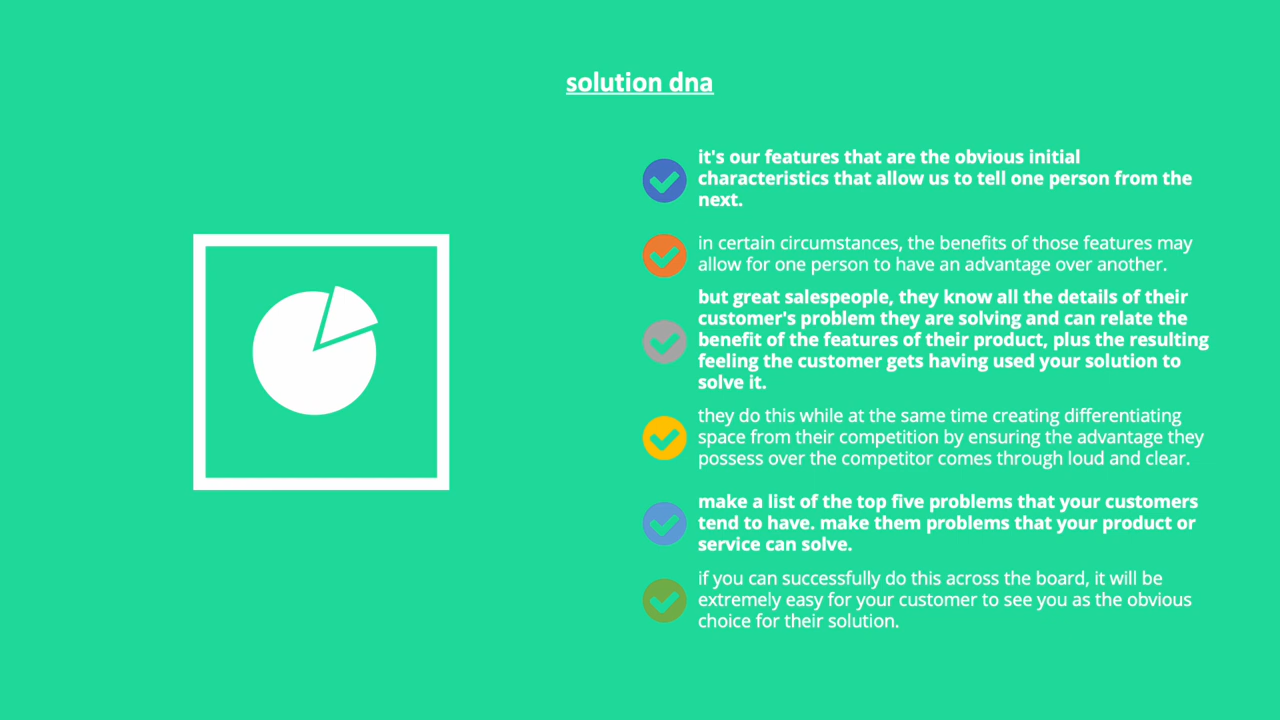 solution dna
it's our features that are the obvious initial
characteristics that allow us to tell one person from the
next.
in certain circumstances, the benefits of those features may
allow for one person to have an advantage over another.
but great salespeople, they know all the details of their
customer's problem they are solving and can relate the
benefit of the features of their product, plus the resulting
feeling the customer gets having used your solution to
solve it.
they do this while at the same time creating differentiating
space from their competition by ensuring the advantage they
possess over the competitor comes through loud and clear.
make a list of the top five problems that your customers
tend to have. make them problems that your product or
service can solve.
if you can successfully do this across the board, it will be
extremely easy for your customer to see you as the obvious
choice for their solution.